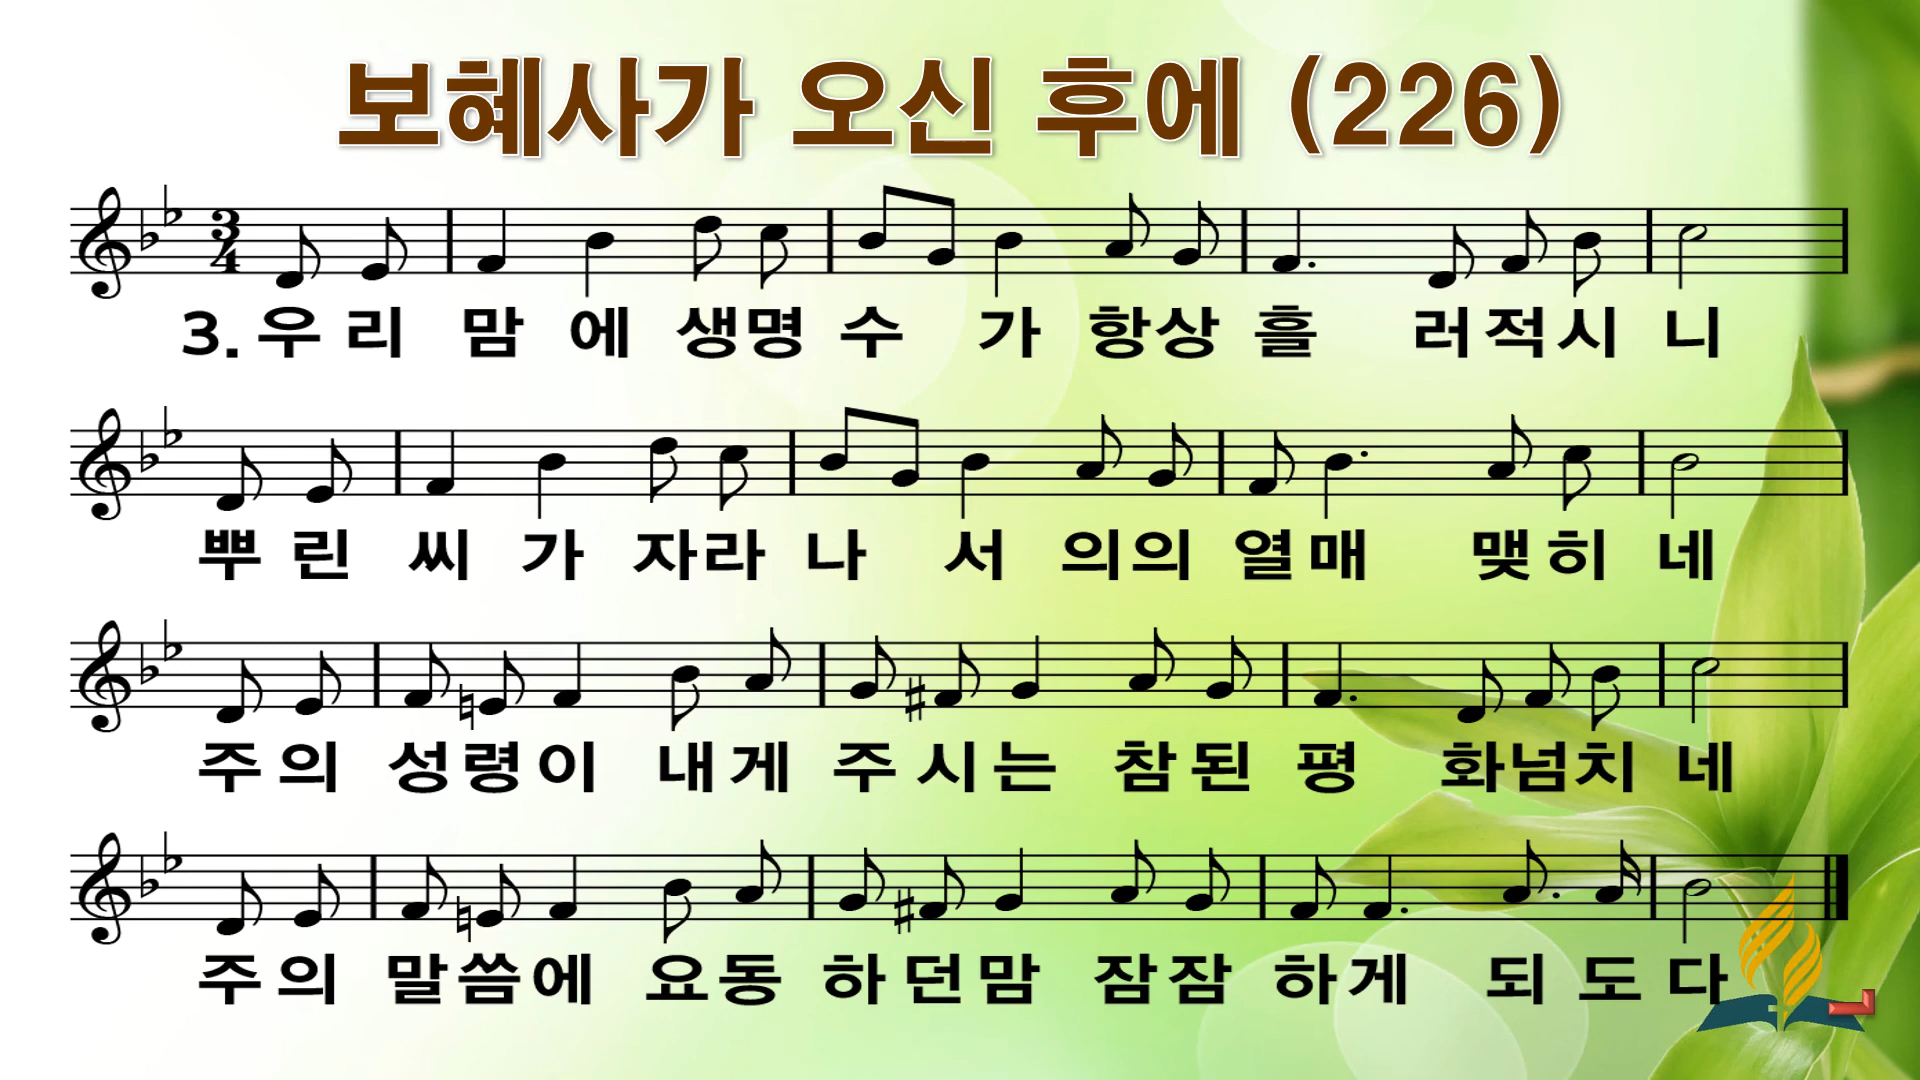 보혜사가 오신 후에 (226)
3. 우리 맘에 생명수가 항상 흘러적시니
뿌린 씨가 자라나서 의의 열매 맺히네
주의 성령이 내게 주시는 참된 평화넘치네
주의 말씀에 요동하던맘 잠잠하게 되도다